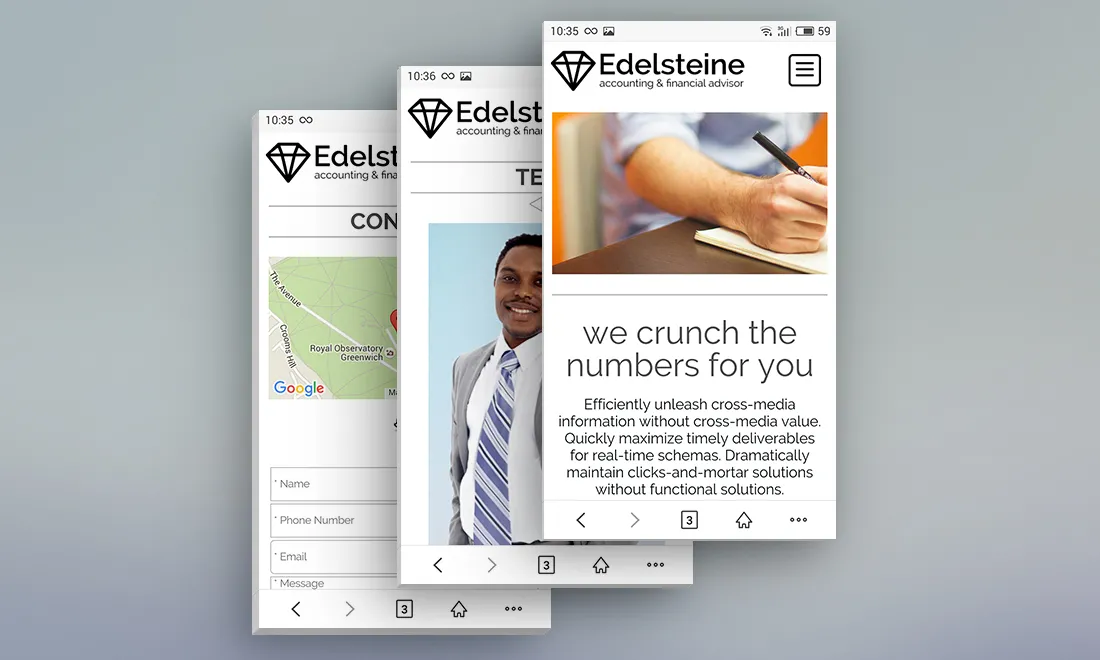 10:35
59
Edelsteine
accounting & financial advisor
we crunch the
numbers for you
Efficiently unleash cross-media
information without cross-media value.
Quickly maximize timely deliverables
for real-time schemas. Dramatically
maintain clicks-and-mortar solutions
without functional solutions.
3
10:36
Edelst
accounting & finan
TE
3
10:35
Edelst
accounting & fina
CON
The Avenue
Crooms Hill
Royal Observatory
Greenwich
Google
M
* Name
* Phone Number
* Email
* Message
3